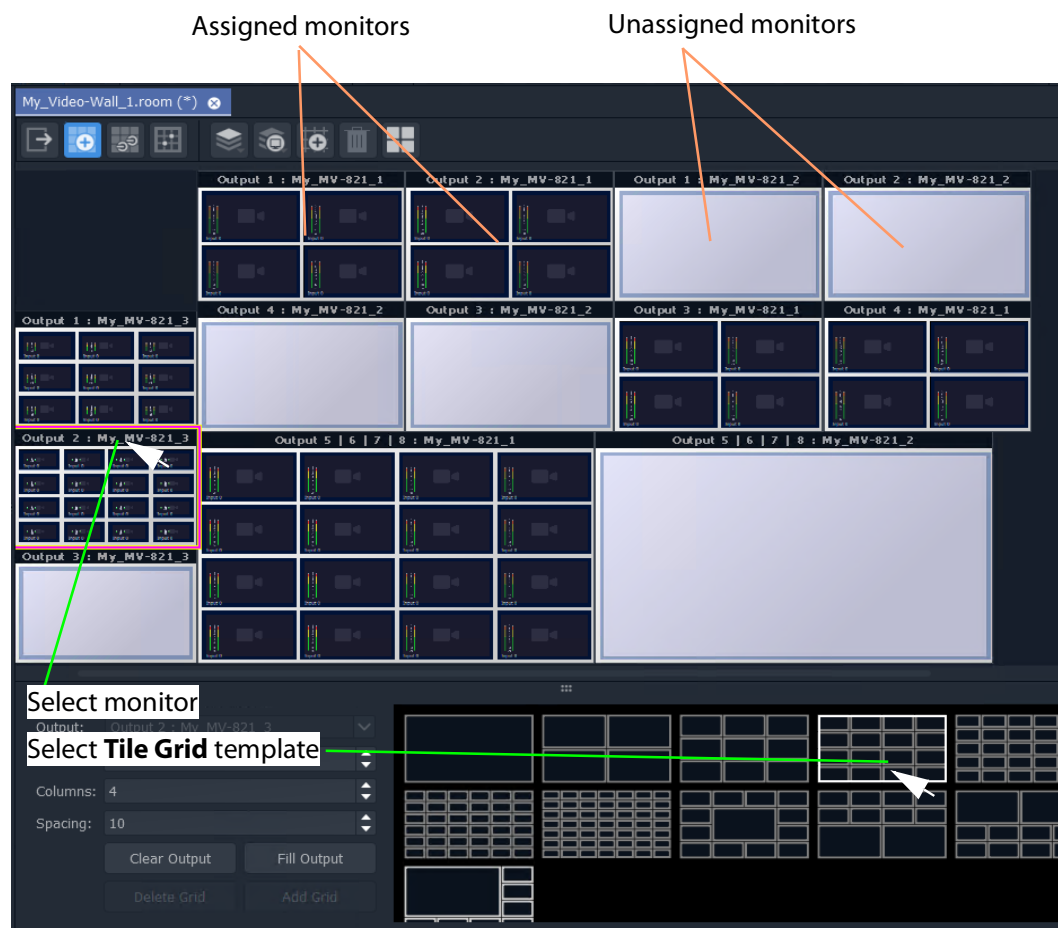 Assigned monitors
Unassigned monitors
My_Video-Wall_1.room (*)
Output 1 : My_MV-821_1
Output 2 : My_MV-821_1
Output 1 : My_MV-821_2
Output 2 : My_MV-821_2
Output 1 : My_MV-821_3
Output 4 : My_MV-821_2
Output 3 : My_MV-821_2
Output 3 : My_MV-821_1
Output 4 : My_MV-821_1
Output 2 : My_MV-821_3
Output 5 | 6 | 7 | 8 : My_MV-821_1
Output 5 | 6 | 7 | 8 : My_MV-821_2
Output 3 : My_MV-821_3
Select monitor
Output: Output 2 : My_MV-821_3
Select Tile Grid template
Columns: 4
Spacing: 10
Clear Output
Fill Output
Delete Grid
Add Grid